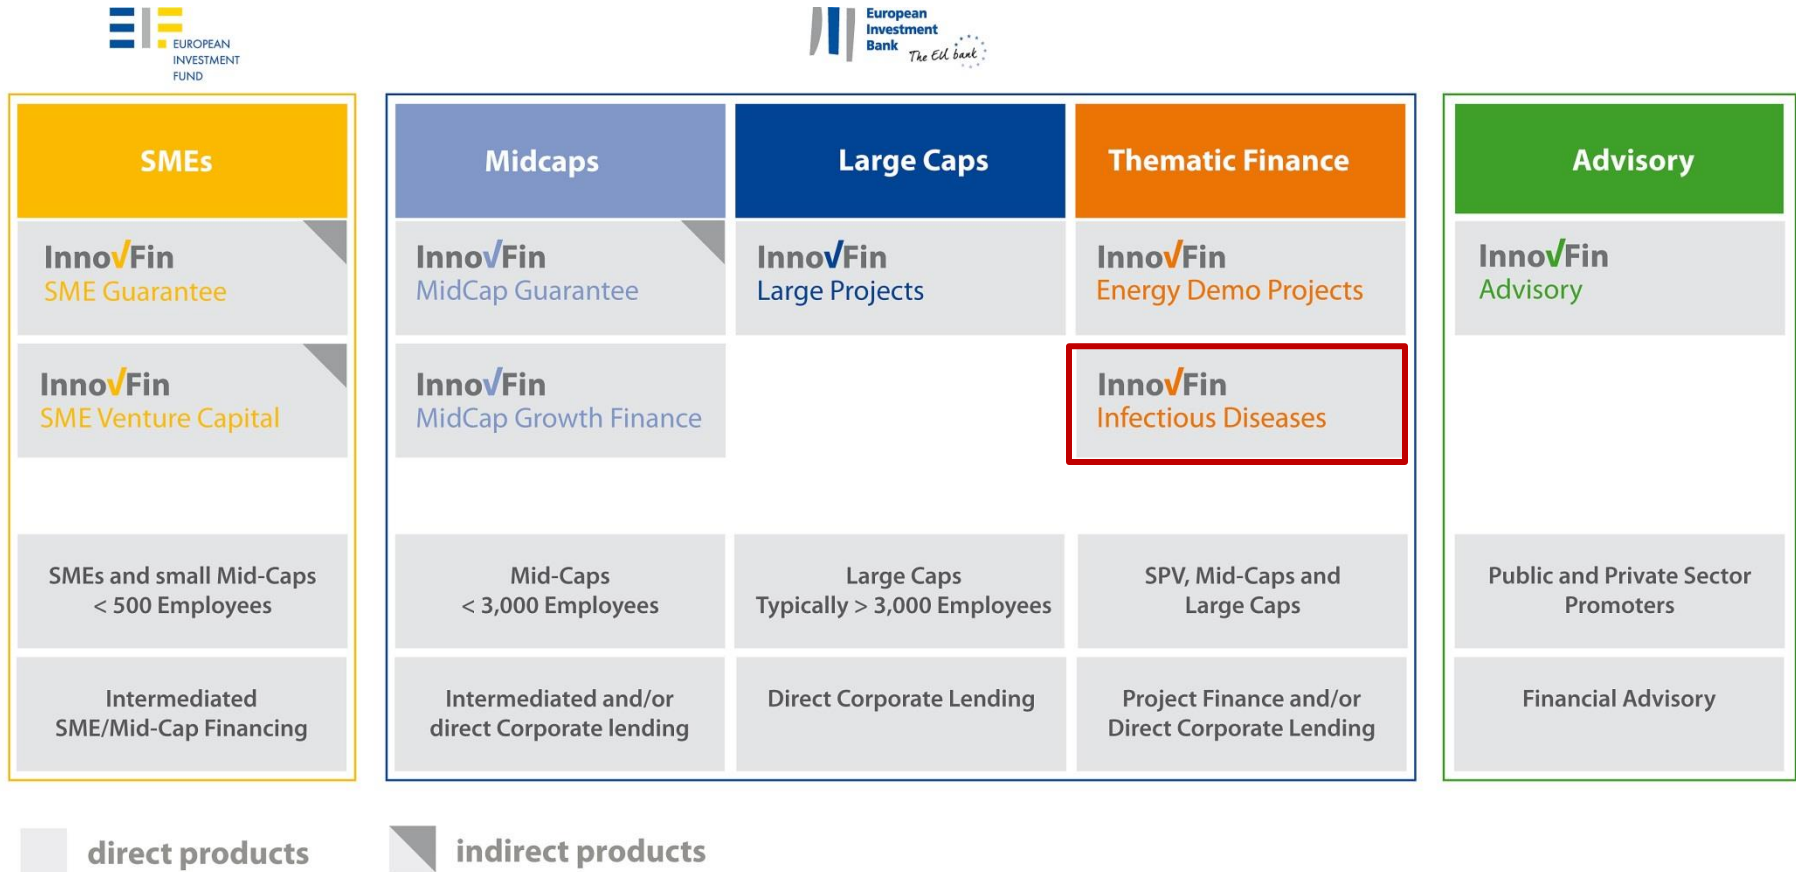 EUROPEAN
INVESTMENT
FUND
European
Investment
Bank
The EU bank
SMEs
Midcaps
Large Caps
Thematic Finance
Advisory
InnovFin
SME Guarantee
InnovFin
MidCap Guarantee
InnovFin
Large Projects
InnovFin
Energy Demo Projects
InnovFin
Advisory
InnovFin
SME Venture Capital
InnovFin
MidCap Growth Finance
InnovFin
Infectious Diseases
SMEs and small Mid-Caps
< 500 Employees
Mid-Caps
< 3,000 Employees
Large Caps
Typically > 3,000 Employees
SPV, Mid-Caps and
Large Caps
Public and Private Sector
Promoters
Intermediated
SME/Mid-Cap Financing
Intermediated and/or
direct Corporate lending
Direct Corporate Lending
Project Finance and/or
Direct Corporate Lending
Financial Advisory
direct products
indirect products